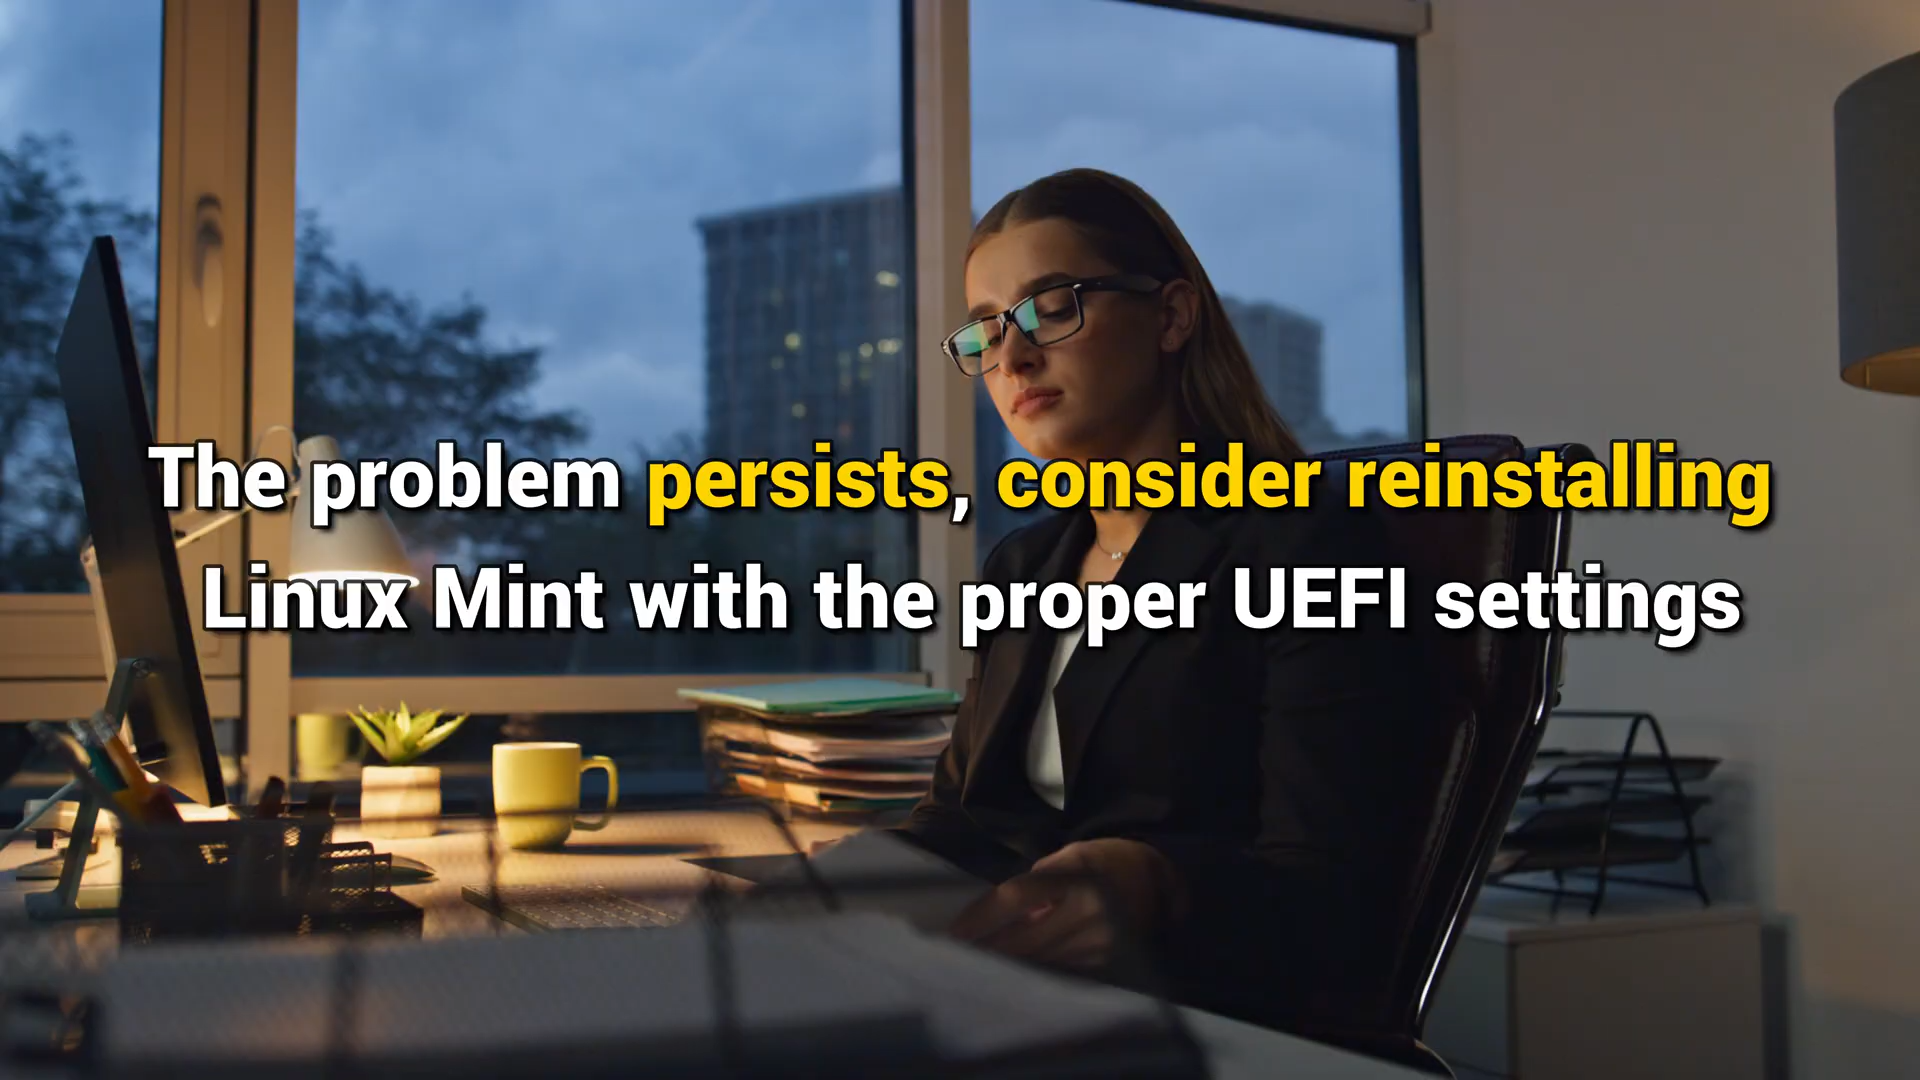 The problem persists, consider reinstalling
Linux Mint with the proper UEFI settings